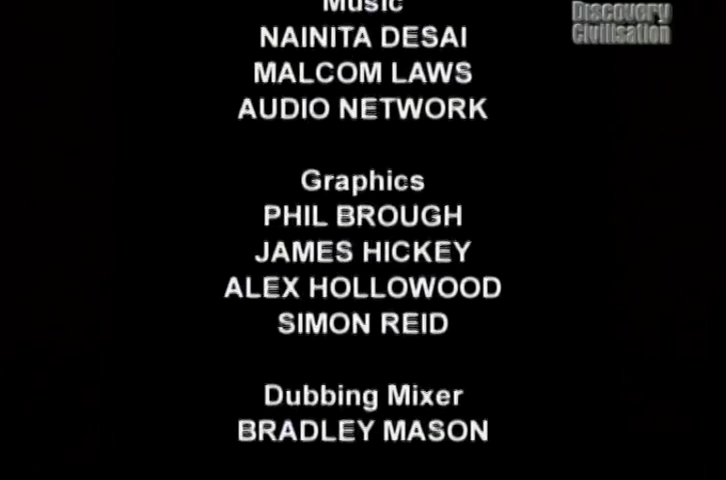 Music
Discovery
Civilisation
NAINITA DESAI
MALCOM LAWS
AUDIO NETWORK
Graphics
PHIL BROUGH
JAMES HICKEY
ALEX HOLLOWOOD
SIMON REID
Dubbing Mixer
BRADLEY MASON